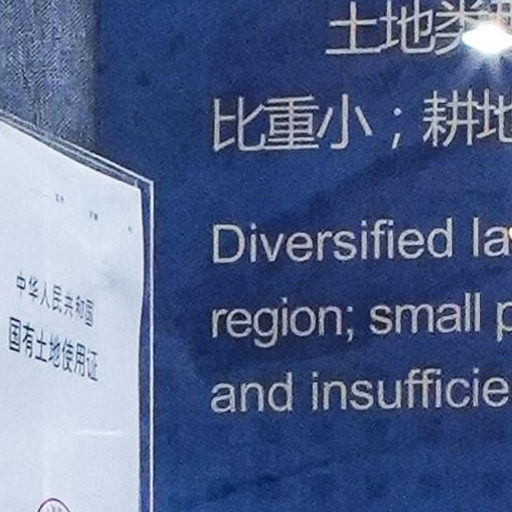 土地类
比重小；耕地
Diversified la
region; small p
and insufficie
中华人民共和国
国有土地使用证